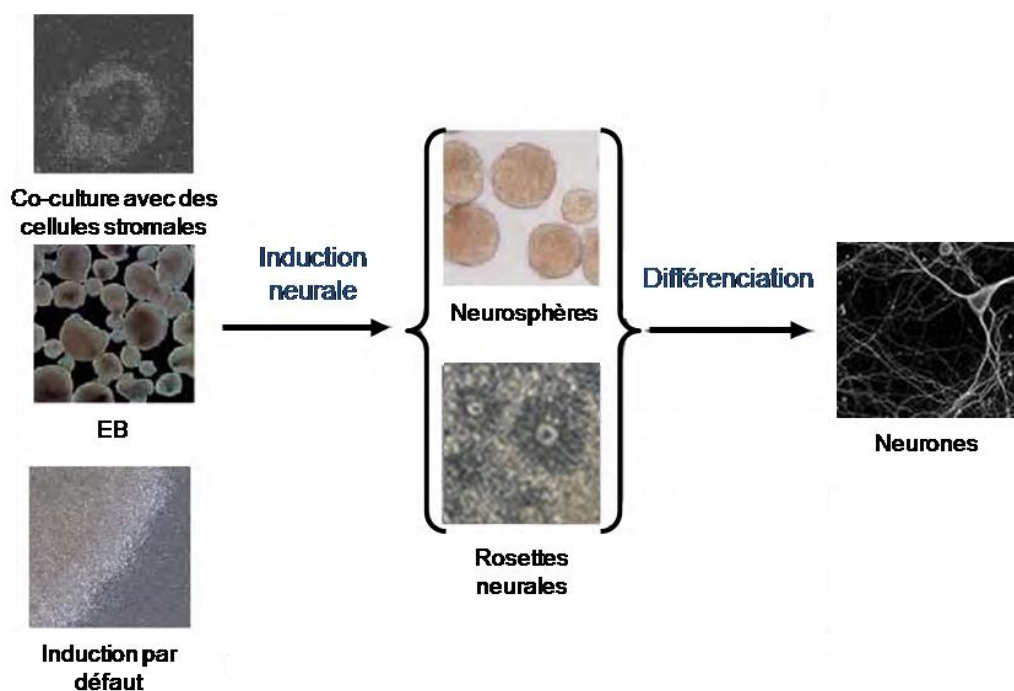 Co-culture avec des
cellules stromales
EB
Induction par
défaut
Induction
neurale
Neurosphères
Rosettes
neurales
Différenciation
Neurones